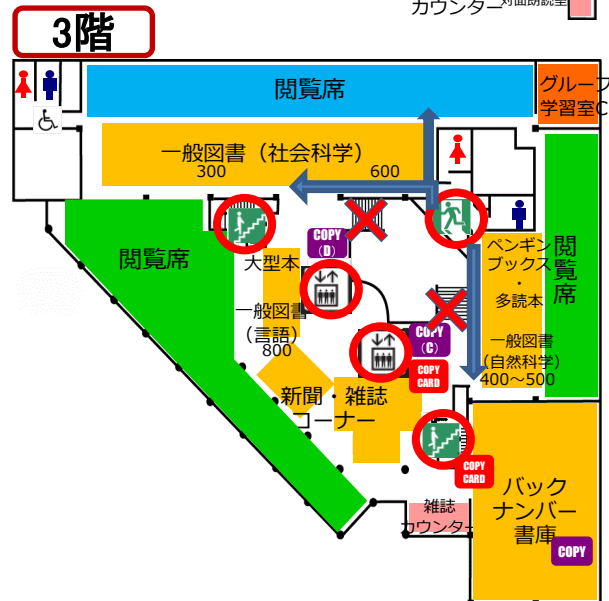 カウンター
対面朗読室
3階
閲覧席
グループ
学習室C
一般図書（社会科学）
300
600
COPY
(D)
大型本
閲覧席
ペンギン
ブックス
・
多読本
閲覧席
一般図書
（言語）
800
COPY
(C)
一般図書
（自然科学）
400～500
COPY
CARD
新聞・雑誌
コーナー
COPY
CARD
バック
ナンバー
書庫
雑誌
カウンター
COPY